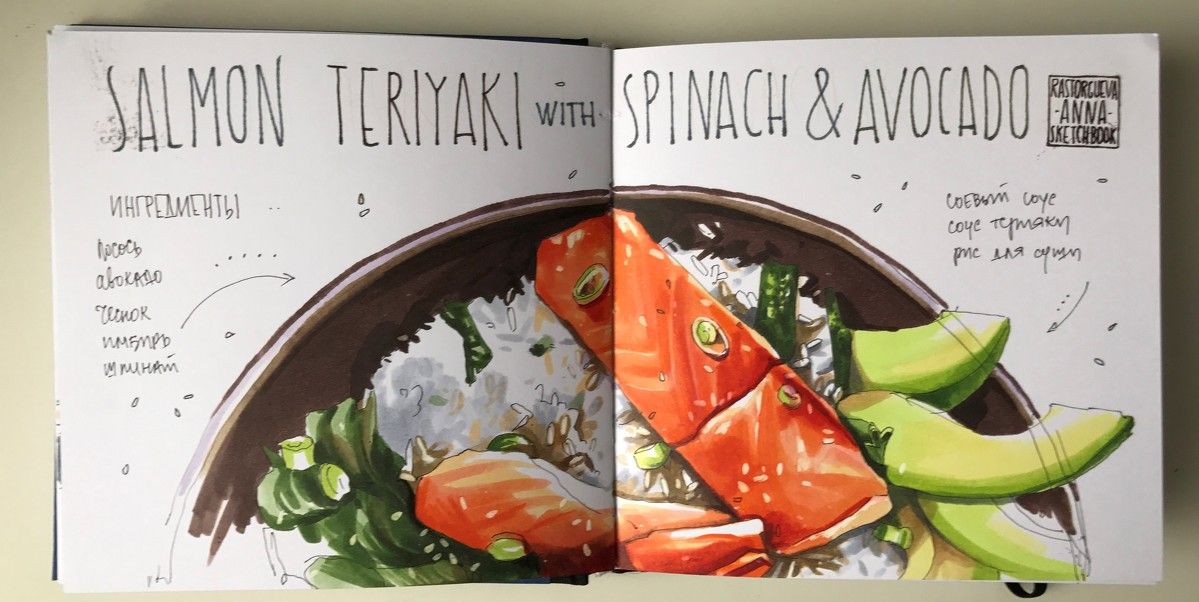 SALMON TERIYAKI WITH SPINACH & AVOCADO
RASTORGUEVA
-ANNA-
SKETCHBOOK
ИНГРЕДИЕНТЫ
лосось
авокадо
чеснок
имбирь
шпинат
соевый соус
соус терияки
рис для суши